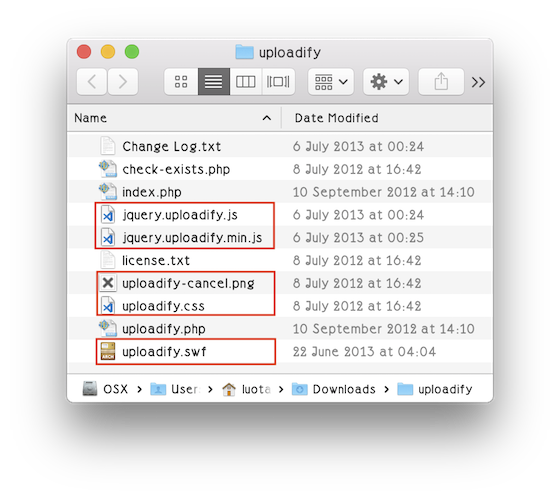 uploadify
Name Date Modified
Change Log.txt 6 July 2013 at 00:24
check-exists.php 8 July 2012 at 16:42
index.php 10 September 2012 at 14:10
jquery.uploadify.js 6 July 2013 at 00:24
jquery.uploadify.min.js 6 July 2013 at 00:25
license.txt 8 July 2012 at 16:42
uploadify-cancel.png 8 July 2012 at 16:42
uploadify.css 8 July 2012 at 16:42
uploadify.php 10 September 2012 at 14:10
uploadify.swf 22 June 2013 at 04:04
OSX User luota Downloads uploadify